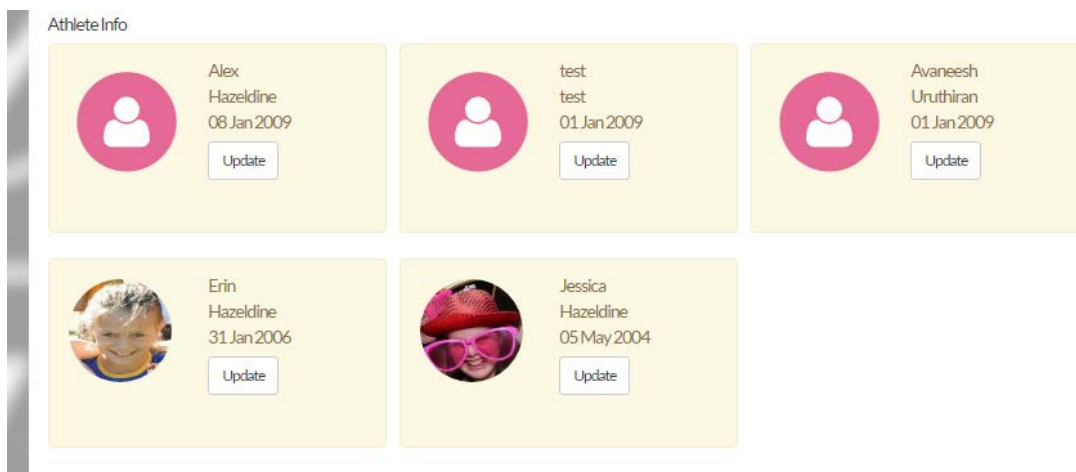 Athlete Info
Alex
Hazeldine
08 Jan 2009
Update
test
test
01 Jan 2009
Update
Avaneesh
Uruthiran
01 Jan 2009
Update
Erin
Hazeldine
31 Jan 2006
Update
Jessica
Hazeldine
05 May 2004
Update